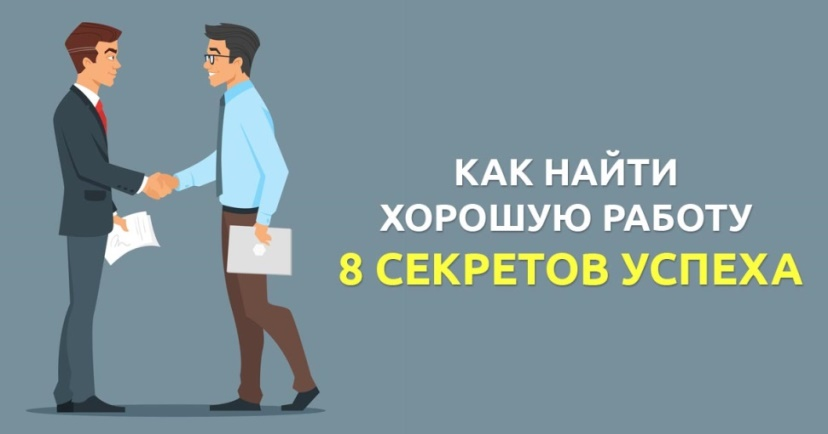 КАК НАЙТИ
ХОРОШУЮ РАБОТУ
8 СЕКРЕТОВ УСПЕХА